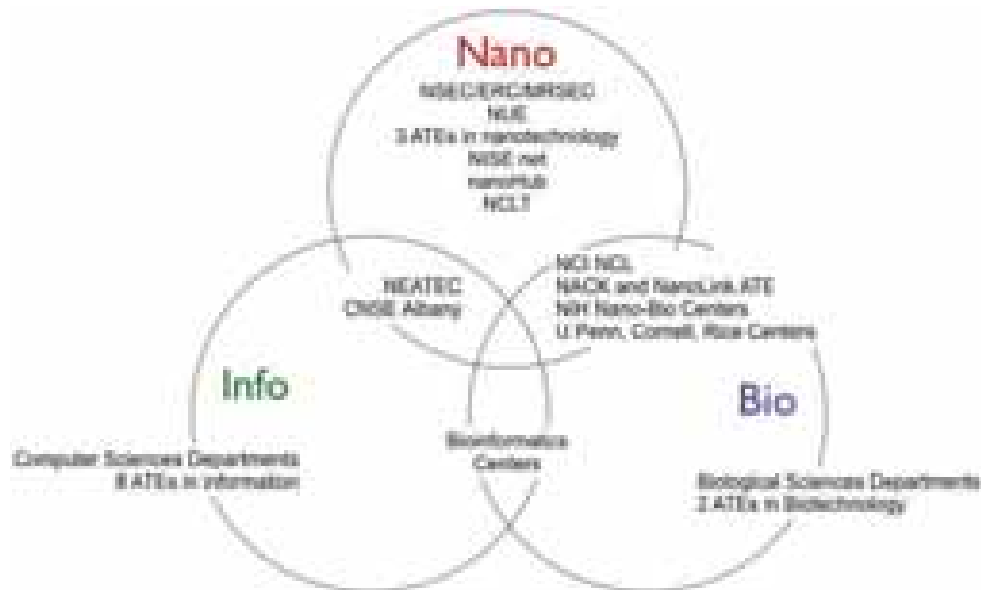 Nano
NSEC/ERC/MRSEC
NUE
3 ATEs in nanotechnology
NISE net
nanoHub
NCLT
NCI NCL
NACK and NanoLink ATE
NIH Nano-Bio Centers
U Penn, Cornell, Rice Centers
NEATEC
CNSE Albany
Info
Bio
Bioinformatics
Centers
Computer Sciences Departments
8 ATEs in information
Biological Sciences Departments
2 ATEs in Biotechnology